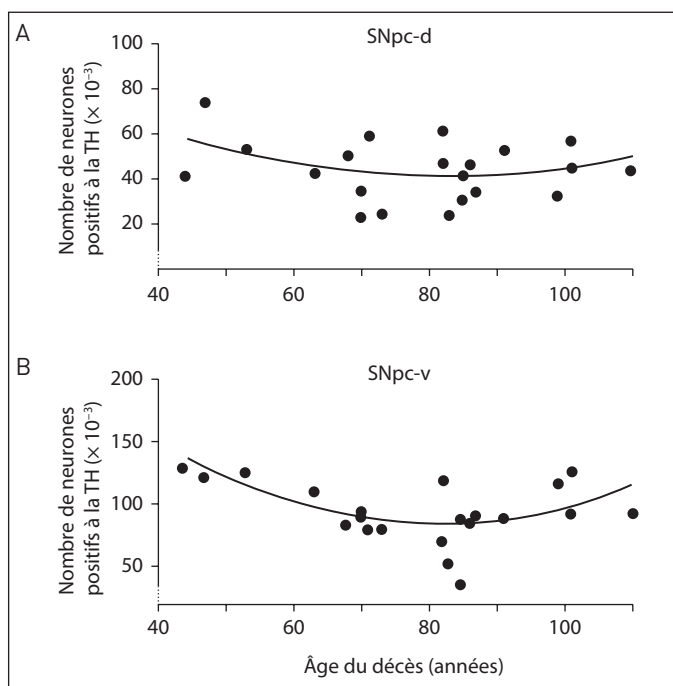 A
SNpc-d
Nombre de neurones
positifs à la TH (× 10⁻³)
100
80
60
40
20
40
60
80
100
B
SNpc-v
Nombre de neurones
positifs à la TH (× 10⁻³)
200
150
100
50
40
60
80
100
Âge du décès (années)